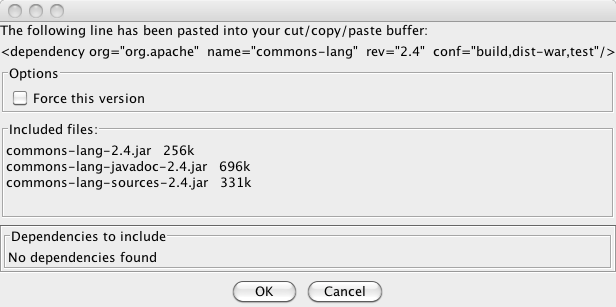 The following line has been pasted into your cut/copy/paste buffer:
<dependency org="org.apache" name="commons-lang" rev="2.4" conf="build,dist-war,test"/>
Options
Force this version
Included files:
commons-lang-2.4.jar 256k
commons-lang-javadoc-2.4.jar 696k
commons-lang-sources-2.4.jar 331k
Dependencies to include
No dependencies found
OK Cancel